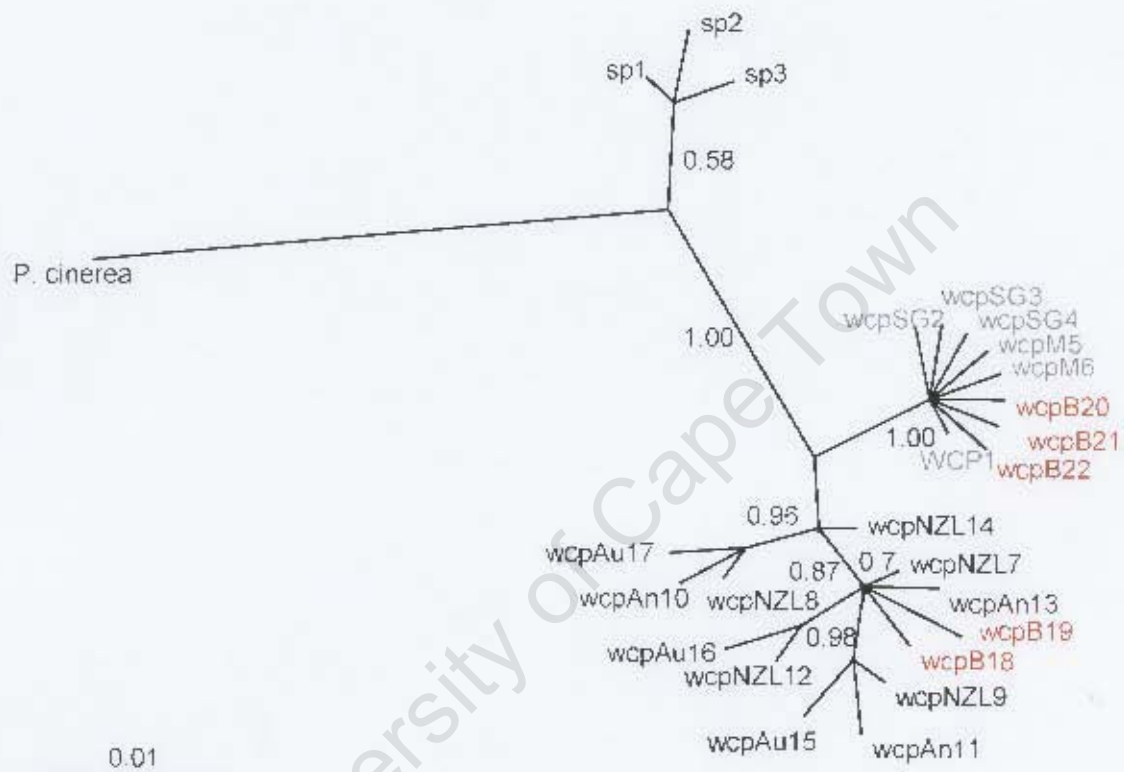 sp2
sp1
sp3
0.58
P. cinerea
1.00
wcpSG3
wcpSG2
wcpSG4
wcpM5
wcpM6
wcpB20
1.00
wcpB21
WCP1
wcpB22
0.96
wcpNZL14
wcpAu17
0.87
0.7
wcpNZL7
wcpAn10
wcpNZL8
wcpAn13
wcpB19
wcpAu16
0.98
wcpB18
wcpNZL12
wcpNZL9
wcpAu15
wcpAn11
0.01
ersity of Cape Town